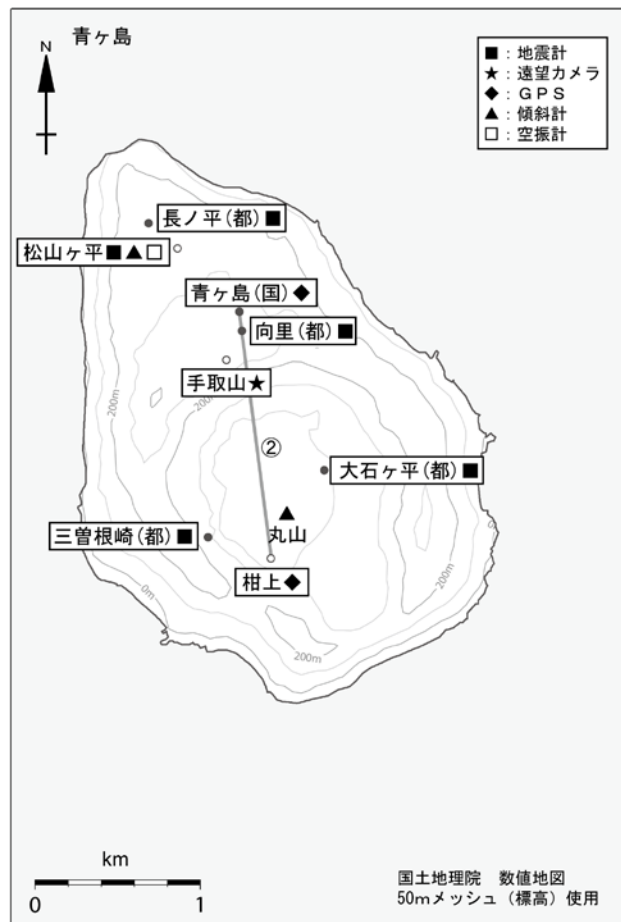 青ヶ島
N
■：地震計
★：遠望カメラ
◆：ＧＰＳ
▲：傾斜計
□：空振計
長ノ平(都)■
松山ヶ平■▲□
青ヶ島(国)◆
向里(都)■
手取山★
200m
200m
②
大石ヶ平(都)■
丸山
三曽根崎(都)■
柑上◆
0m
0m
200m
200m
km
0
1
国土地理院　数値地図
50mメッシュ（標高）使用